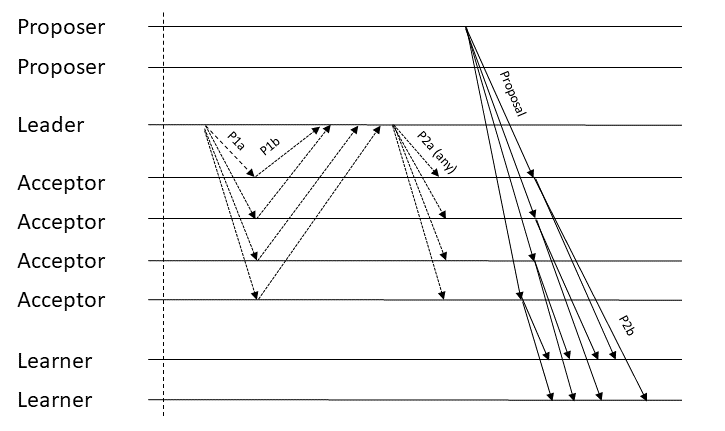 Proposer
Proposer
Leader
Acceptor
Acceptor
Acceptor
Acceptor
Learner
Learner
P1a
P1b
P2a (any)
Proposal
P2b